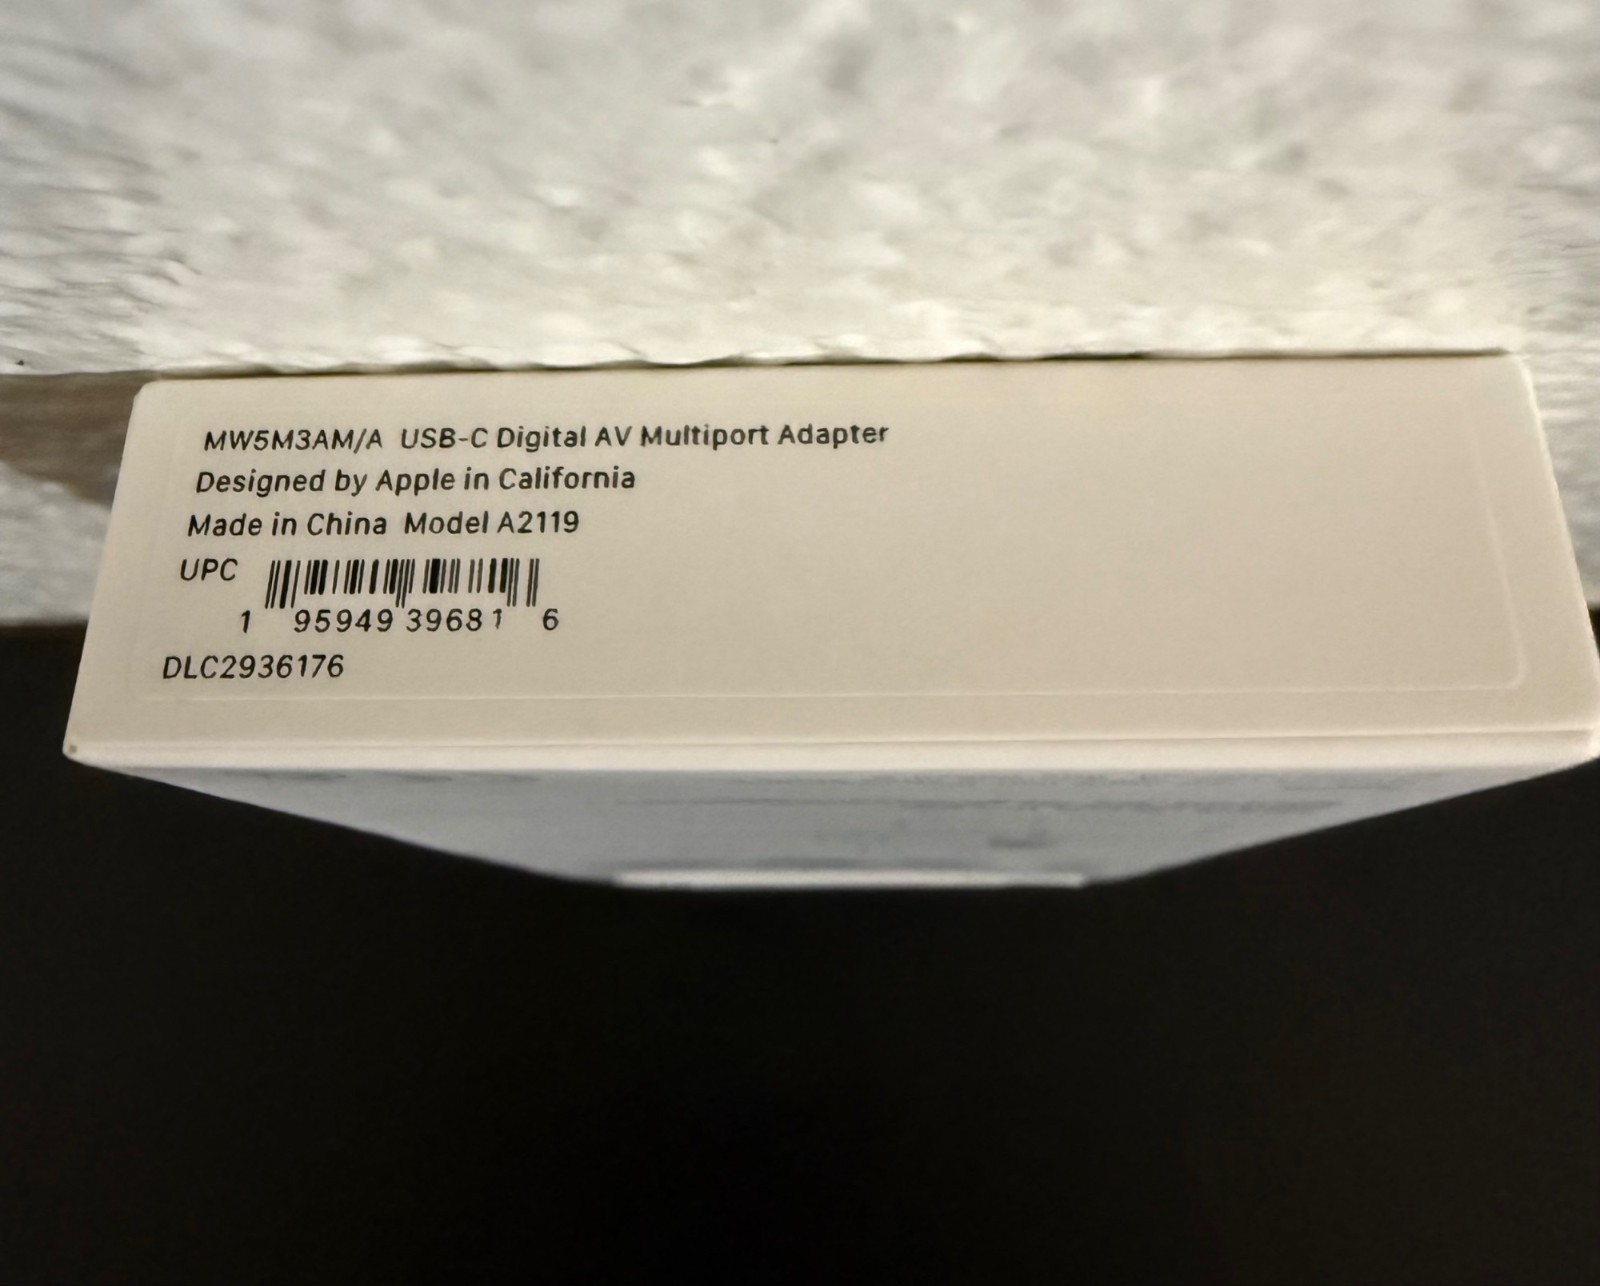 MW5M3AM/A USB-C Digital AV Multiport Adapter
Designed by Apple in California
Made in China Model A2119
UPC
1 95949 39681 6
DLC2936176